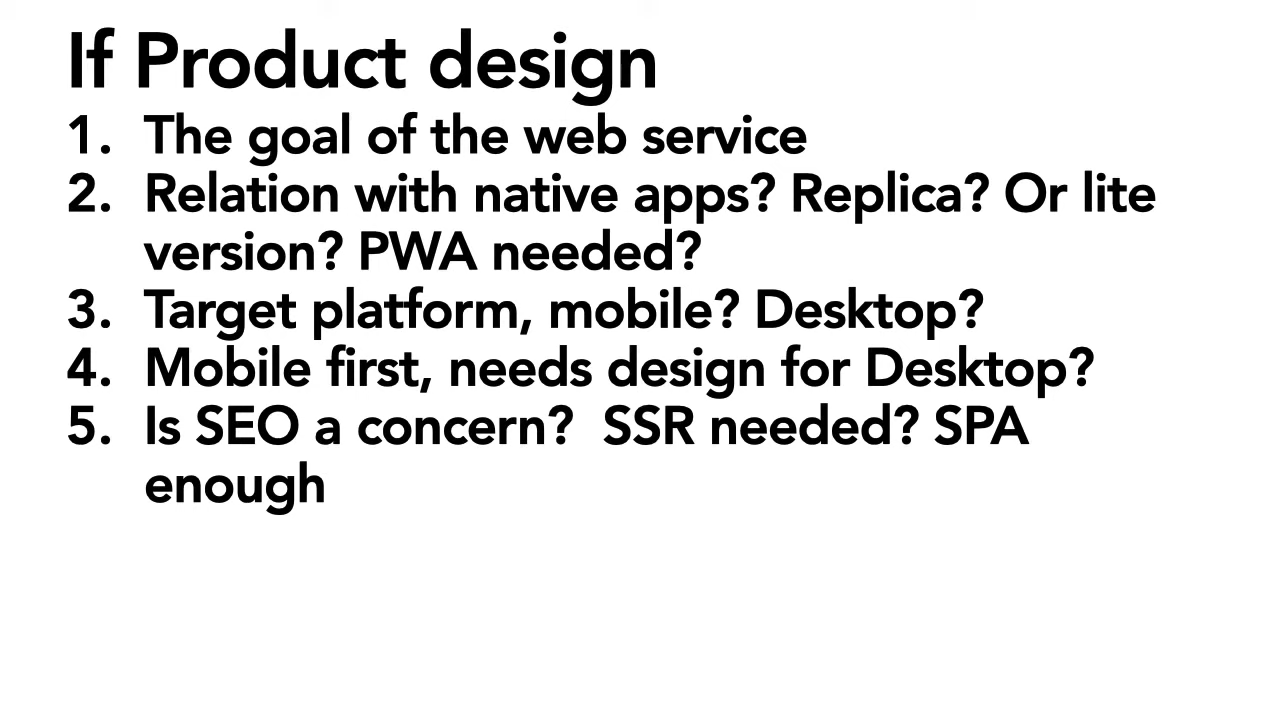 If Product design
1. The goal of the web service
2. Relation with native apps? Replica? Or lite
version? PWA needed?
3. Target platform, mobile? Desktop?
4. Mobile first, needs design for Desktop?
5. Is SEO a concern?  SSR needed? SPA
enough